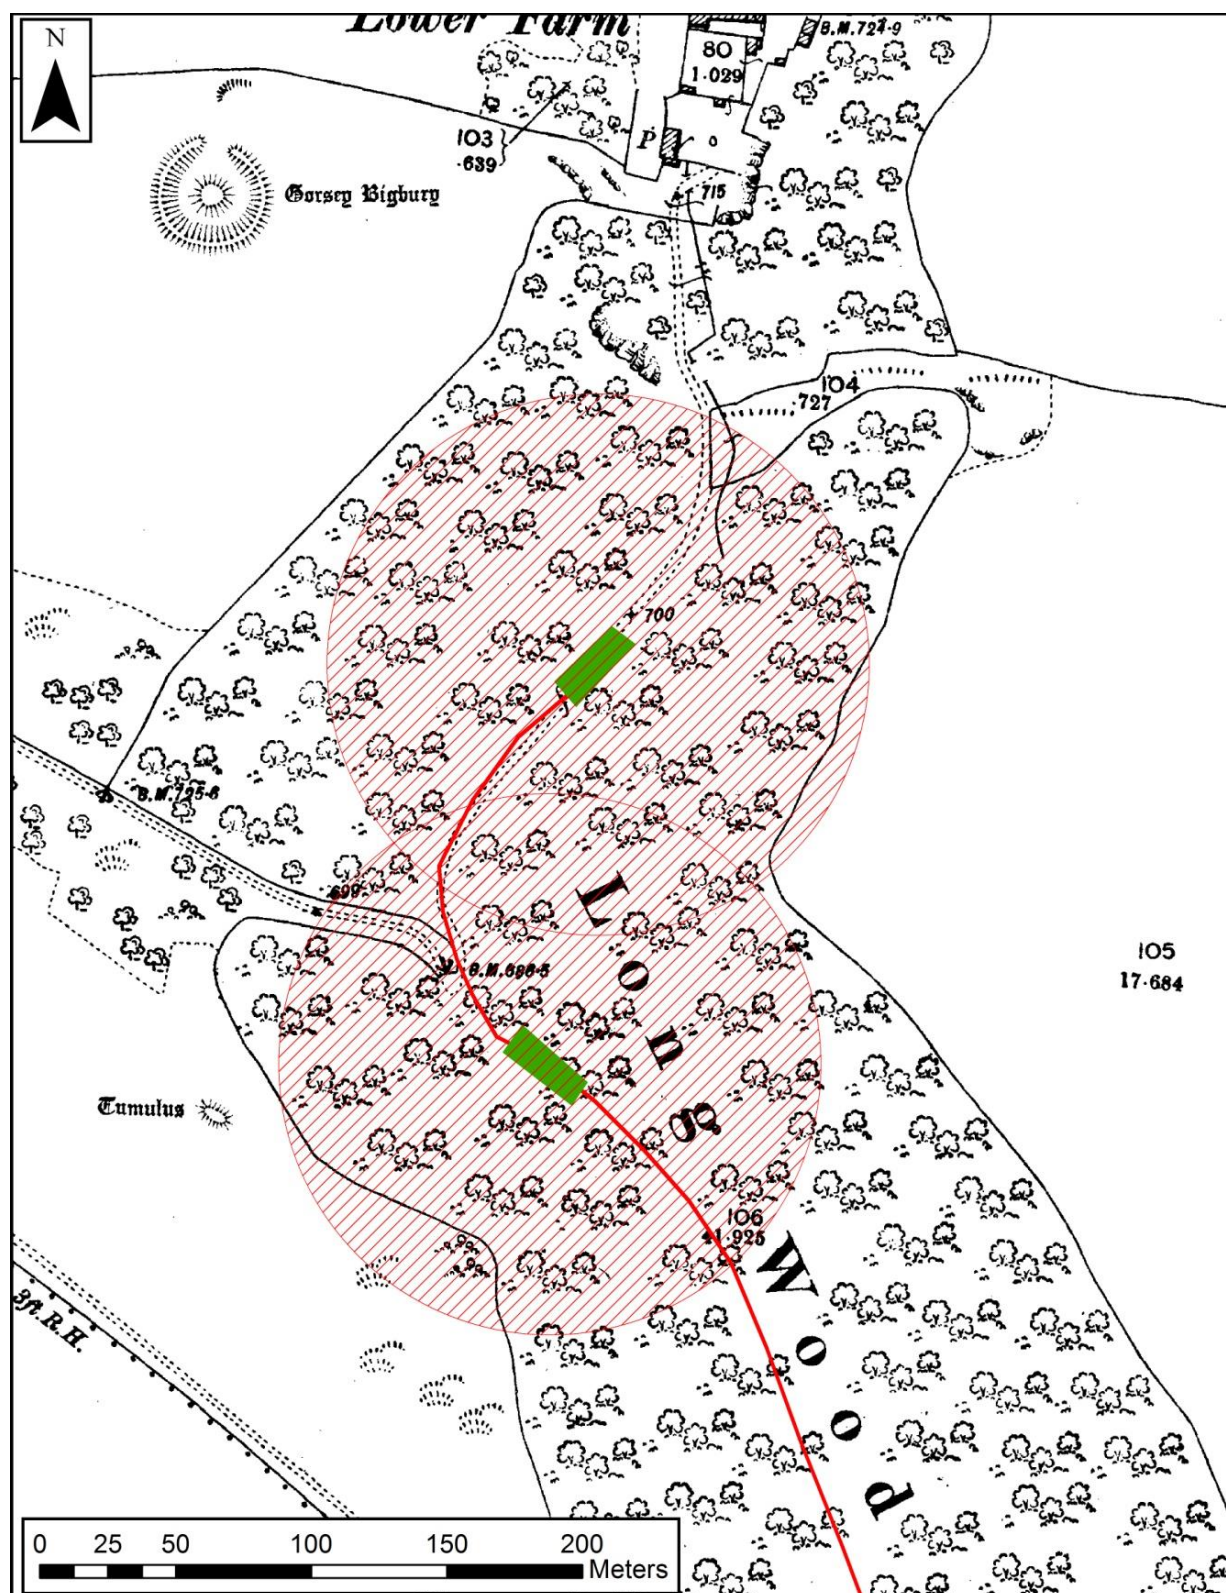 Lower Farm
N
B.M.724·9
80
1·029
103
·639
P
Gorsey Bigbury
715
104
·727
700
B.M.725·6
699
Long
B.M.696·5
105
17·684
Tumulus
106
41·925
Wood
3ft.R.H.
0 25 50 100 150 200
Meters